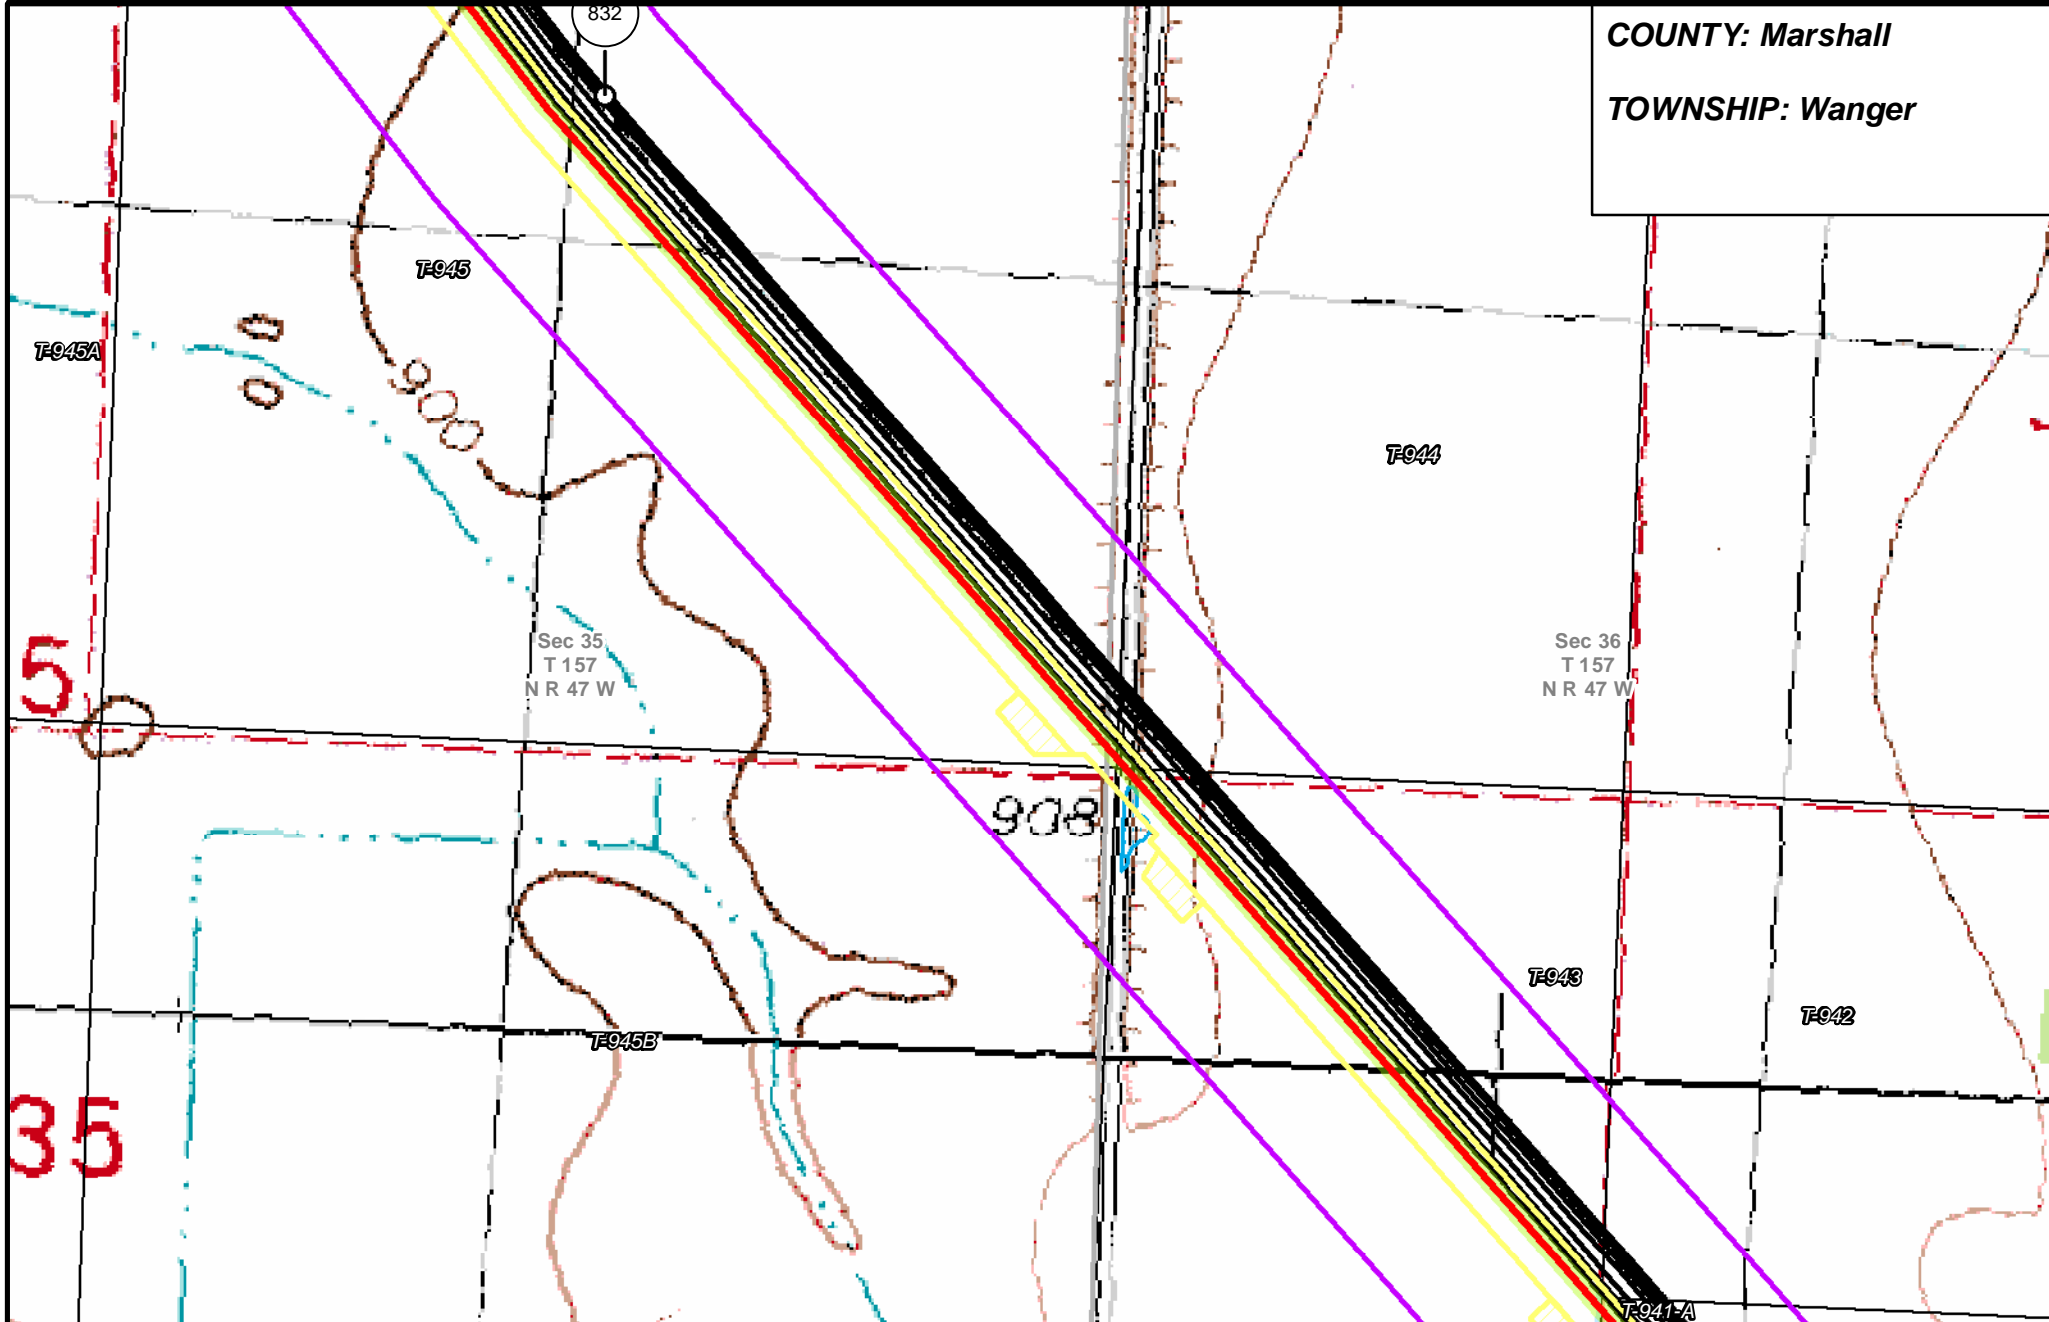 832
COUNTY: Marshall
TOWNSHIP: Wanger
T-945
T-945A
900
T-944
Sec 35
T 157
N R 47 W
Sec 36
T 157
N R 47 W
5
908
T-943
T-942
T-945B
35
T-941-A